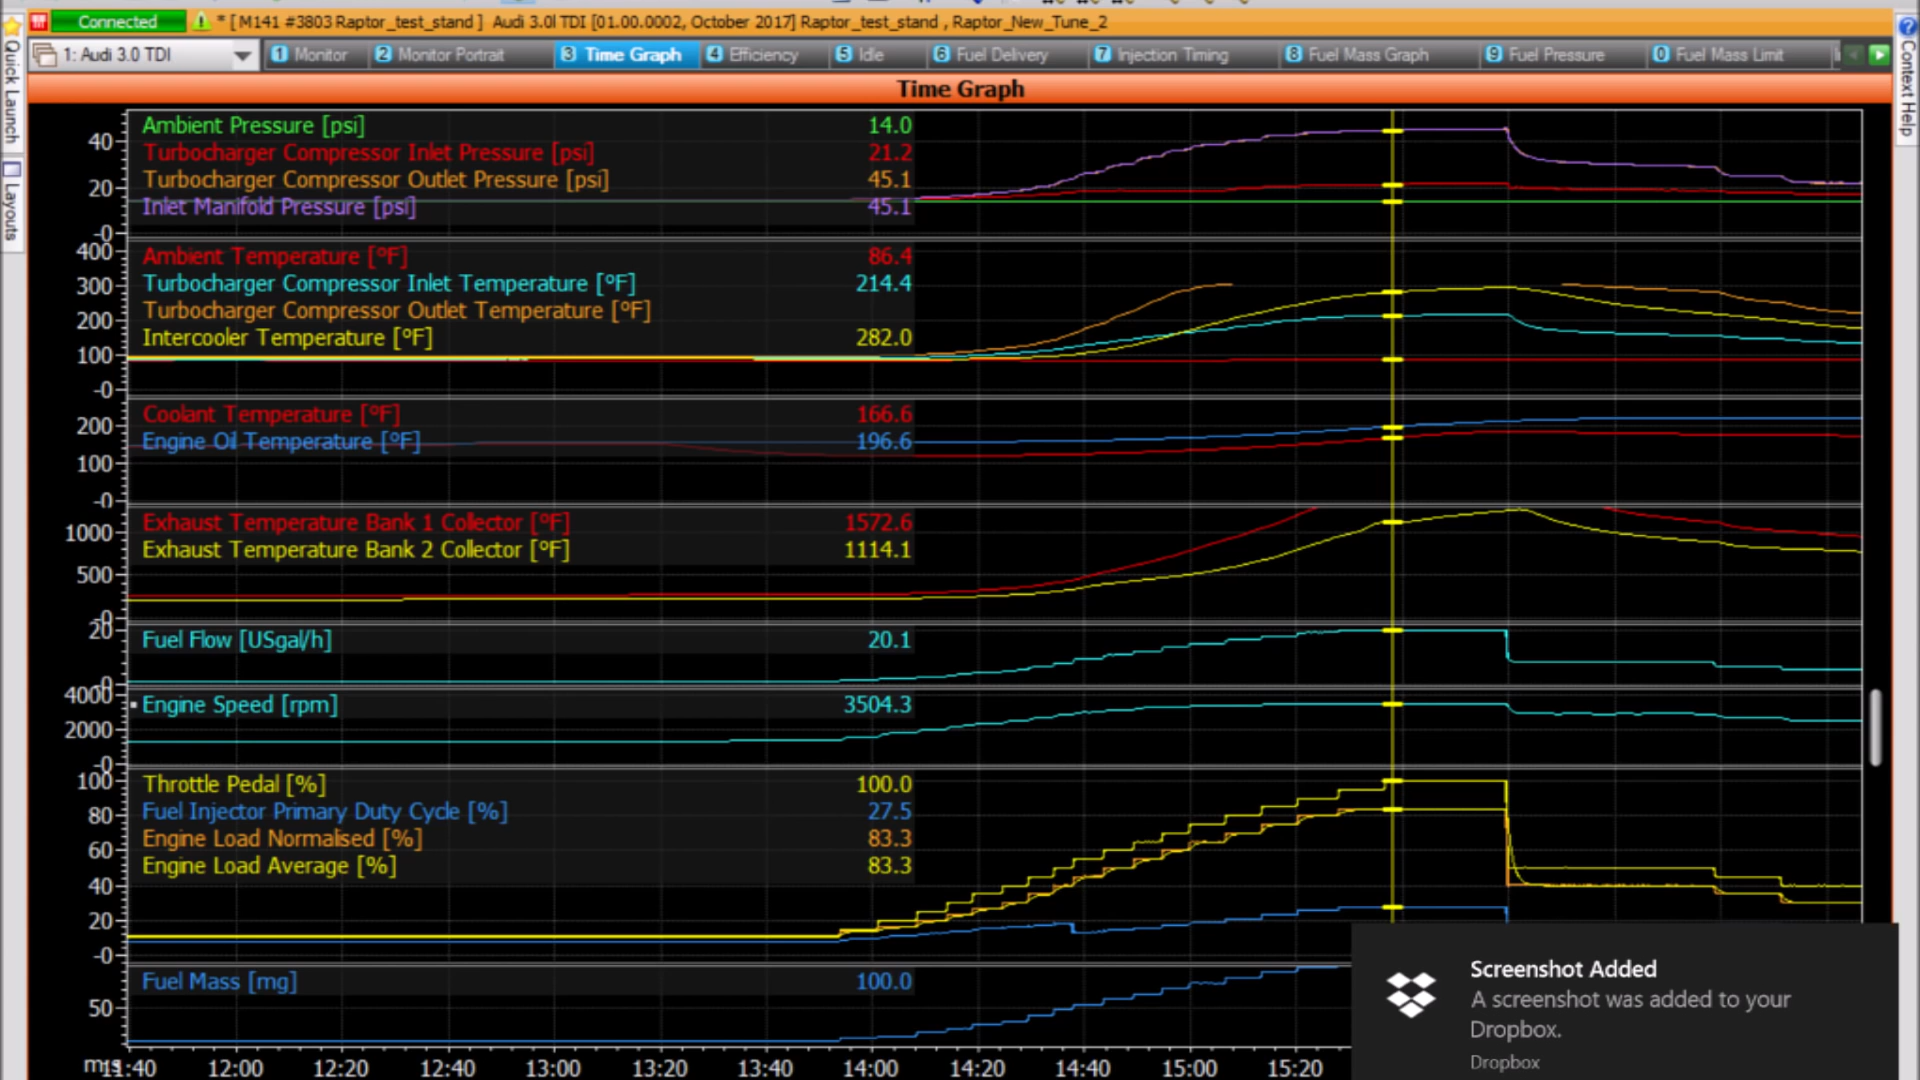 Connected
* [ M141 #3803 Raptor_test_stand ] Audi 3.0l TDI [01.00.0002, October 2017] Raptor_test_stand , Raptor_New_Tune_2
Quick Launch
Layouts
Context Help
1: Audi 3.0 TDI
1 Monitor
2 Monitor Portrait
3 Time Graph
4 Efficiency
5 Idle
6 Fuel Delivery
7 Injection Timing
8 Fuel Mass Graph
9 Fuel Pressure
0 Fuel Mass Limit
Time Graph
Ambient Pressure [psi] 14.0
Turbocharger Compressor Inlet Pressure [psi] 21.2
Turbocharger Compressor Outlet Pressure [psi] 45.1
Inlet Manifold Pressure [psi] 45.1
40
20
-0
Ambient Temperature [ºF] 86.4
Turbocharger Compressor Inlet Temperature [ºF] 214.4
Turbocharger Compressor Outlet Temperature [ºF]
Intercooler Temperature [ºF] 282.0
400
300
200
100
-0
Coolant Temperature [ºF] 166.6
Engine Oil Temperature [ºF] 196.6
200
100
-0
Exhaust Temperature Bank 1 Collector [ºF] 1572.6
Exhaust Temperature Bank 2 Collector [ºF] 1114.1
1000
500
-0
Fuel Flow [USgal/h] 20.1
20
-0
Engine Speed [rpm] 3504.3
4000
2000
-0
Throttle Pedal [%] 100.0
Fuel Injector Primary Duty Cycle [%] 27.5
Engine Load Normalised [%] 83.3
Engine Load Average [%] 83.3
100
80
60
40
20
-0
Fuel Mass [mg] 100.0
50
m:s
11:40 12:00 12:20 12:40 13:00 13:20 13:40 14:00 14:20 14:40 15:00 15:20
Screenshot Added
A screenshot was added to your
Dropbox.
Dropbox